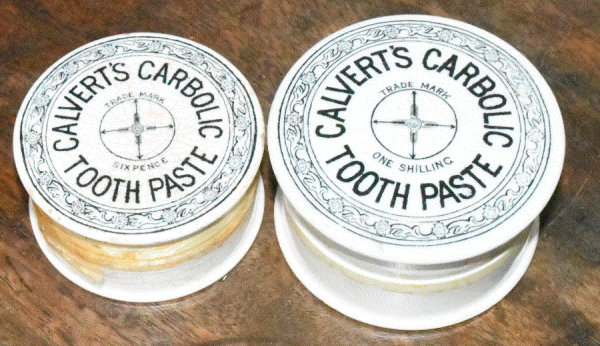 CALVERT'S CARBOLIC
TRADE MARK
SIXPENCE
TOOTH PASTE
CALVERT'S CARBOLIC
TRADE MARK
ONE SHILLING
TOOTH PASTE